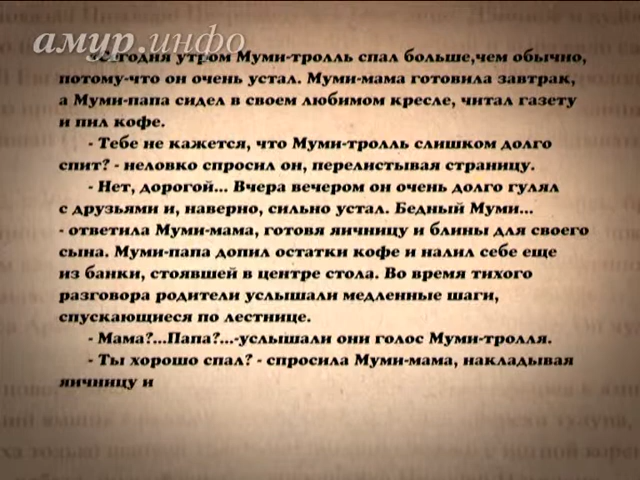 амур.инфо
Сегодня утром Муми-тролль спал больше,чем обычно,
потому-что он очень устал. Муми-мама готовила завтрак,
а Муми-папа сидел в своем любимом кресле, читал газету
и пил кофе.
- Тебе не кажется, что Муми-тролль слишком долго
спит? - неловко спросил он, перелистывая страницу.
- Нет, дорогой... Вчера вечером он очень долго гулял
с друзьями и, наверно, сильно устал. Бедный Муми...
- ответила Муми-мама, готовя яичницу и блины для своего
сына. Муми-папа допил остатки кофе и налил себе еще
из банки, стоявшей в центре стола. Во время тихого
разговора родители услышали медленные шаги,
спускающиеся по лестнице.
- Мама?...Папа?...-услышали они голос Муми-тролля.
- Ты хорошо спал? - спросила Муми-мама, накладывая
яичницу и